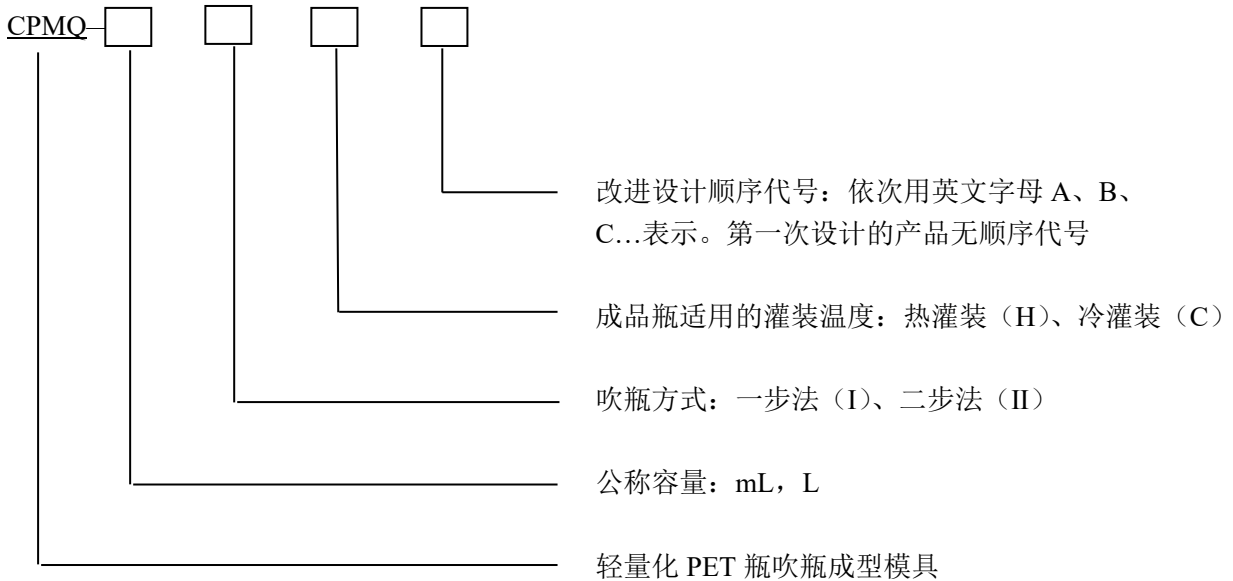 CPMQ
改进设计顺序代号：依次用英文字母 A、B、
C…表示。第一次设计的产品无顺序代号
成品瓶适用的灌装温度：热灌装（H）、冷灌装（C）
吹瓶方式：一步法（I）、二步法（II）
公称容量：mL，L
轻量化 PET 瓶吹瓶成型模具